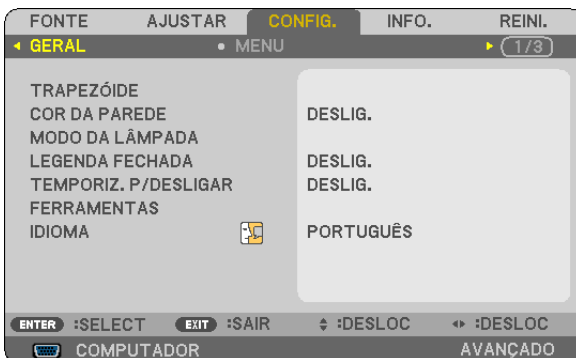 FONTE AJUSTAR CONFIG. INFO. REINI.
GERAL MENU 1/3
TRAPEZÓIDE
COR DA PAREDE DESLIG.
MODO DA LÂMPADA
LEGENDA FECHADA DESLIG.
TEMPORIZ. P/DESLIGAR DESLIG.
FERRAMENTAS
IDIOMA PORTUGUÊS
ENTER :SELECT EXIT :SAIR :DESLOC :DESLOC
COMPUTADOR AVANCADO